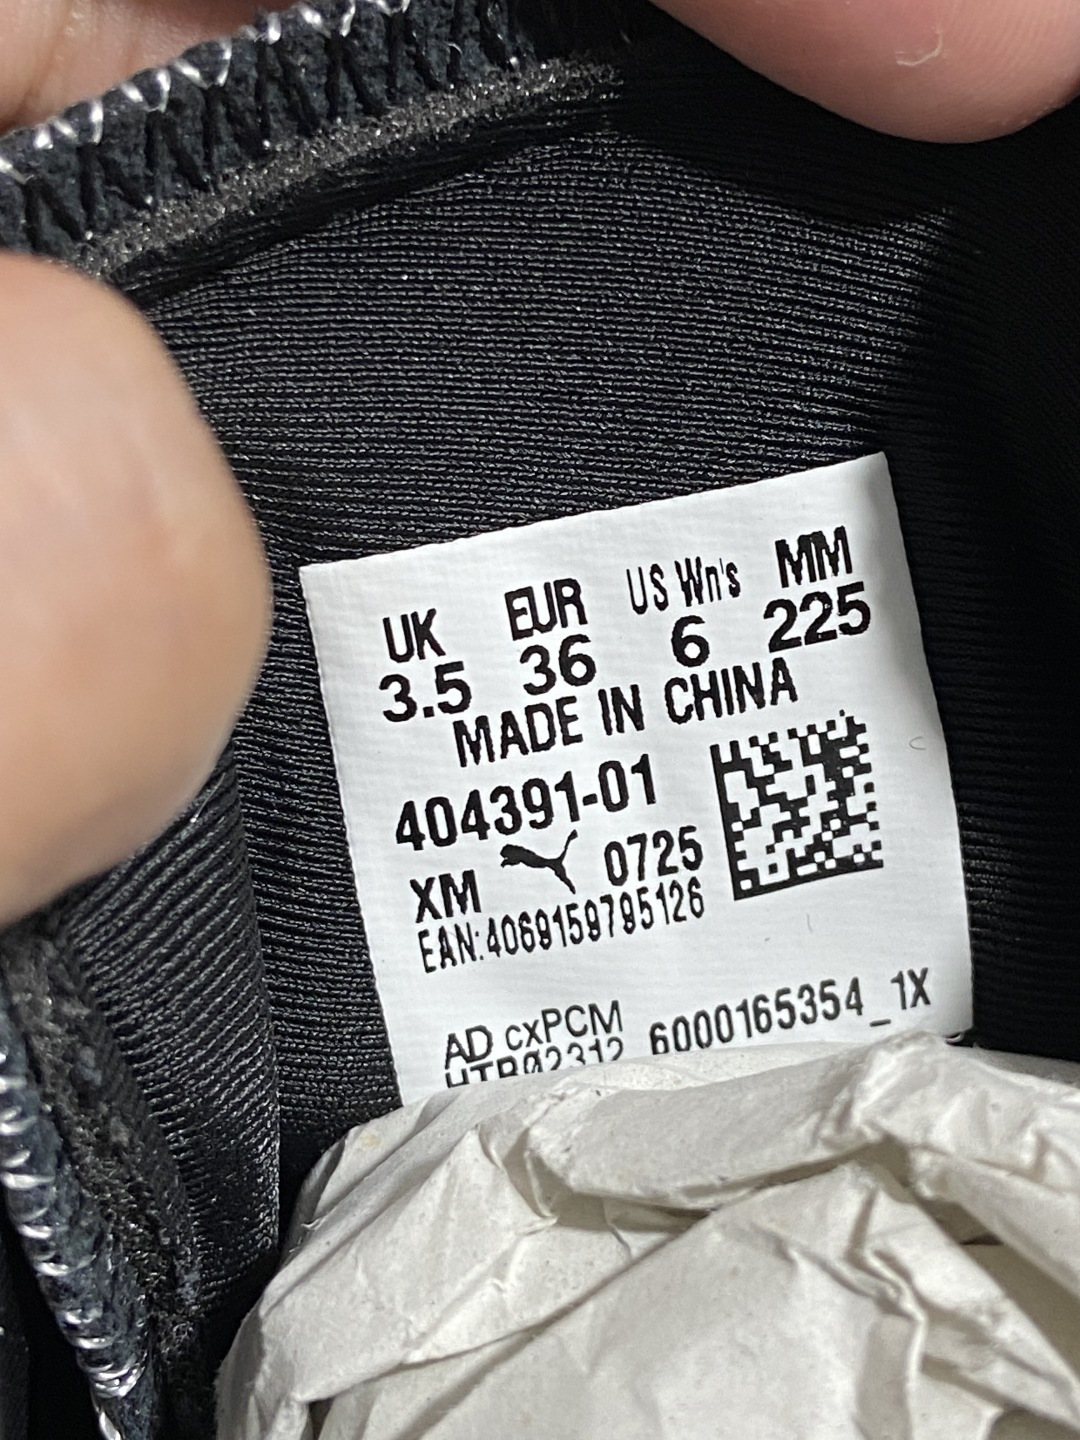 UK EUR US Wn's MM
3.5 36 6 225
MADE IN CHINA
404391-01
XM 0725
EAN:4069159795126
AD cxPCM 6000165354_1X
HTR02312